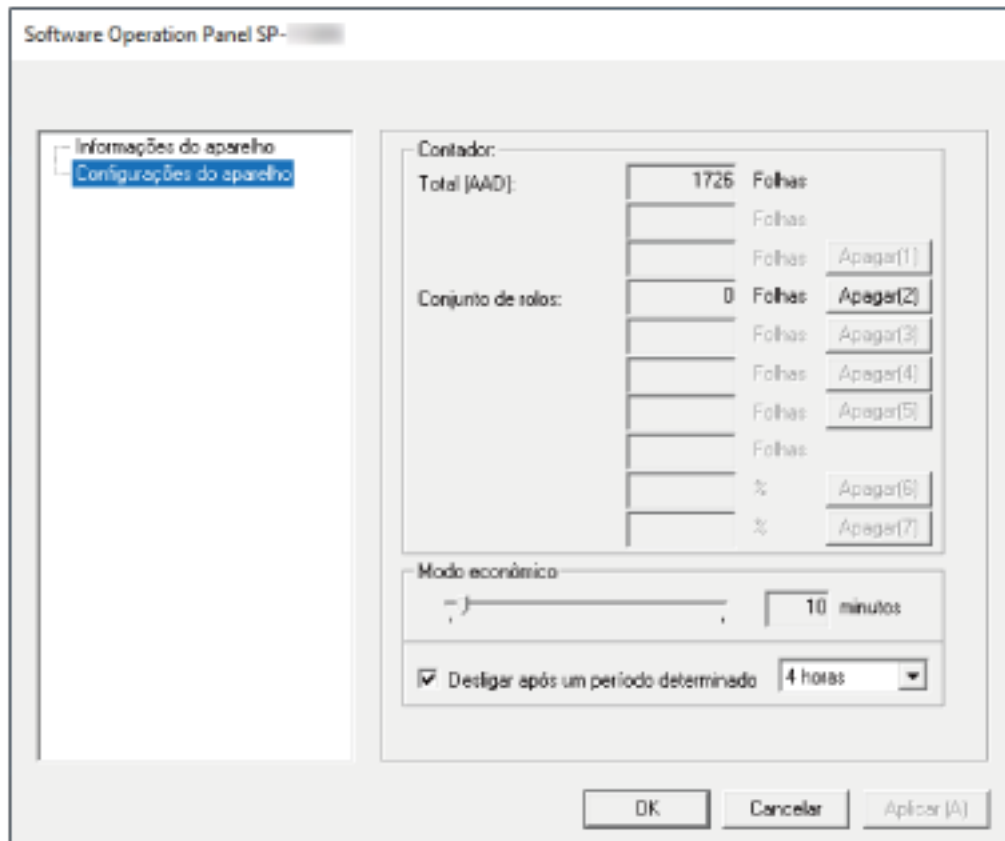 Software Operation Panel SP-
Informações do aparelho
Configurações do aparelho
Contador:
Total (AAD): 1726 Folhas
Folhas
Folhas Apagar(1)
Conjunto de rolos: 0 Folhas Apagar(2)
Folhas Apagar(3)
Folhas Apagar(4)
Folhas Apagar(5)
Folhas
% Apagar(6)
% Apagar(7)
Modo econômico
10 minutos
Desligar após um período determinado 4 horas
OK Cancelar Aplicar (A)